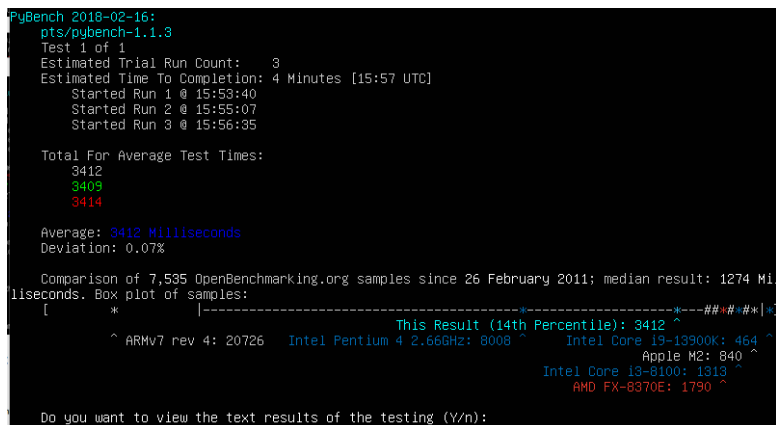 PyBench 2018-02-16:
pts/pybench-1.1.3
Test 1 of 1
Estimated Trial Run Count: 3
Estimated Time To Completion: 4 Minutes [15:57 UTC]
Started Run 1 @ 15:53:40
Started Run 2 @ 15:55:07
Started Run 3 @ 15:56:35
Total For Average Test Times:
3412
3409
3414
Average: 3412 Milliseconds
Deviation: 0.07%
Comparison of 7,535 OpenBenchmarking.org samples since 26 February 2011; median result: 1274 Mi
lliseconds. Box plot of samples:
[ * |----------------------------------------*-------------------*---##*#*#*|*]
This Result (14th Percentile): 3412 ^
^ ARMv7 rev 4: 20726 Intel Pentium 4 2.66GHz: 8008 ^ Intel Core i9-13900K: 464 ^
Apple M2: 840 ^
Intel Core i3-8100: 1313 ^
AMD FX-8370E: 1790 ^
Do you want to view the text results of the testing (Y/n):